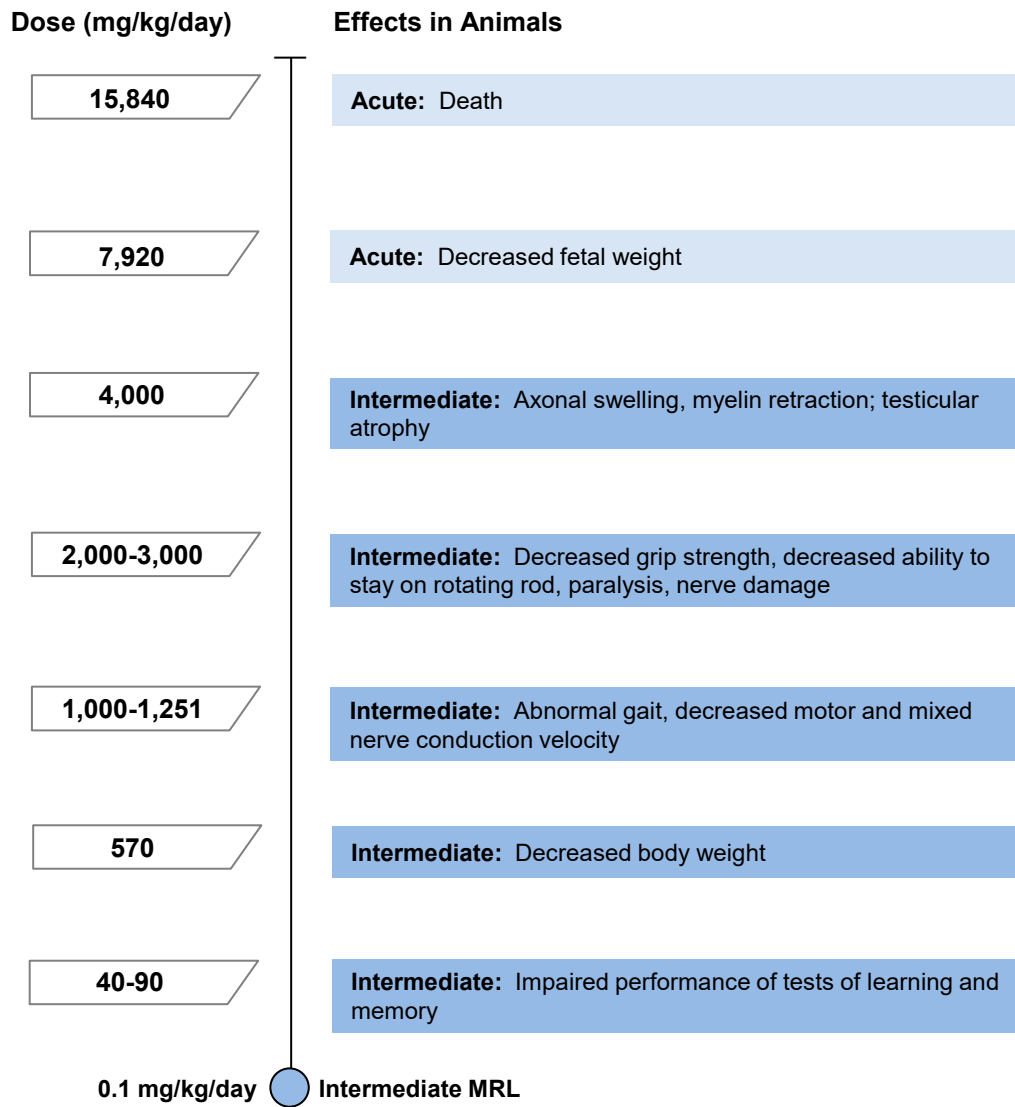 Dose (mg/kg/day) Effects in Animals
15,840 Acute: Death
7,920 Acute: Decreased fetal weight
4,000 Intermediate: Axonal swelling, myelin retraction; testicular
atrophy
2,000-3,000 Intermediate: Decreased grip strength, decreased ability to
stay on rotating rod, paralysis, nerve damage
1,000-1,251 Intermediate: Abnormal gait, decreased motor and mixed
nerve conduction velocity
570 Intermediate: Decreased body weight
40-90 Intermediate: Impaired performance of tests of learning and
memory
0.1 mg/kg/day Intermediate MRL